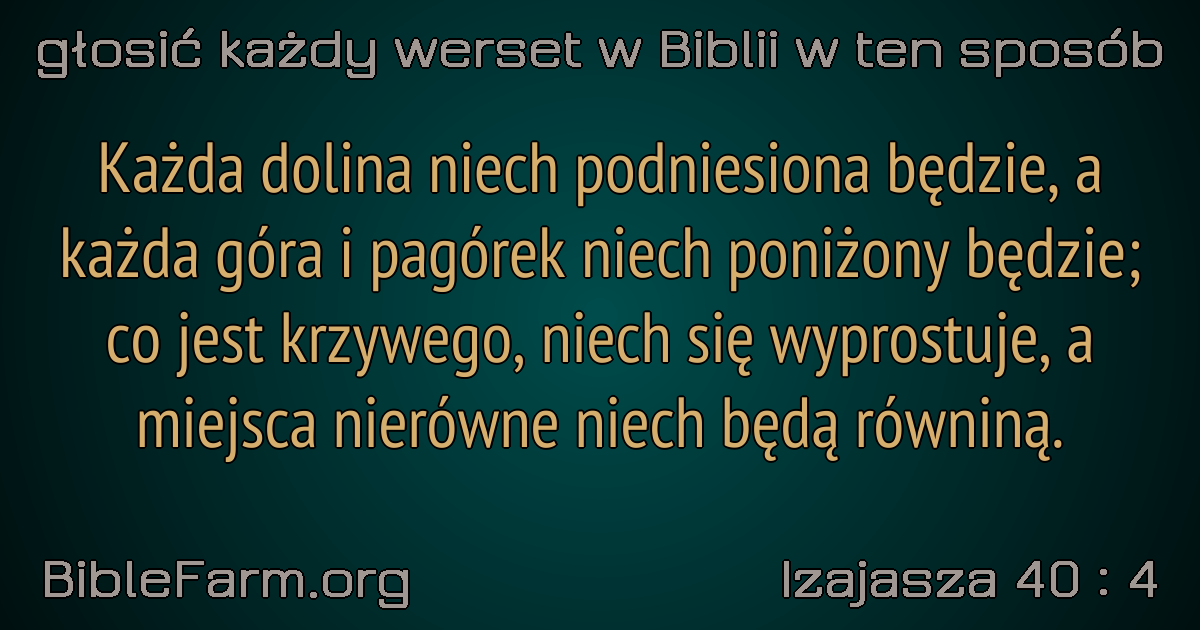 głosić każdy werset w Biblii w ten sposób
Każda dolina niech podniesiona będzie, a
każda góra i pagórek niech poniżony będzie;
co jest krzywego, niech się wyprostuje, a
miejsca nierówne niech będą równiną.
BibleFarm.org
Izajasza 40 : 4